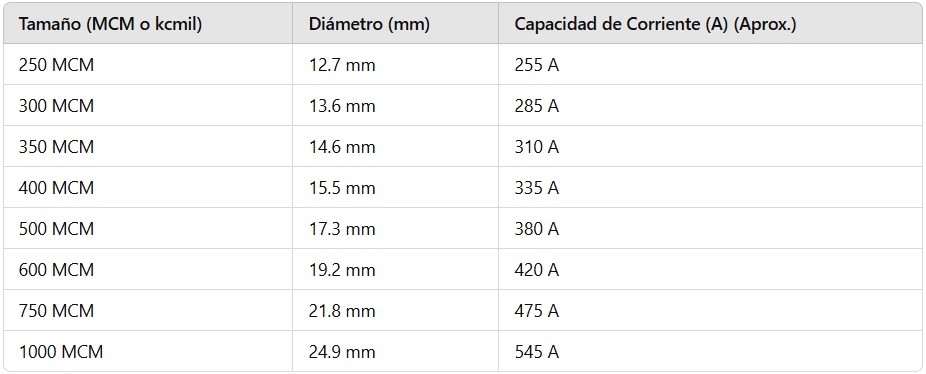 Tamaño (MCM o kcmil) Diámetro (mm) Capacidad de Corriente (A) (Aprox.)
250 MCM 12.7 mm 255 A
300 MCM 13.6 mm 285 A
350 MCM 14.6 mm 310 A
400 MCM 15.5 mm 335 A
500 MCM 17.3 mm 380 A
600 MCM 19.2 mm 420 A
750 MCM 21.8 mm 475 A
1000 MCM 24.9 mm 545 A